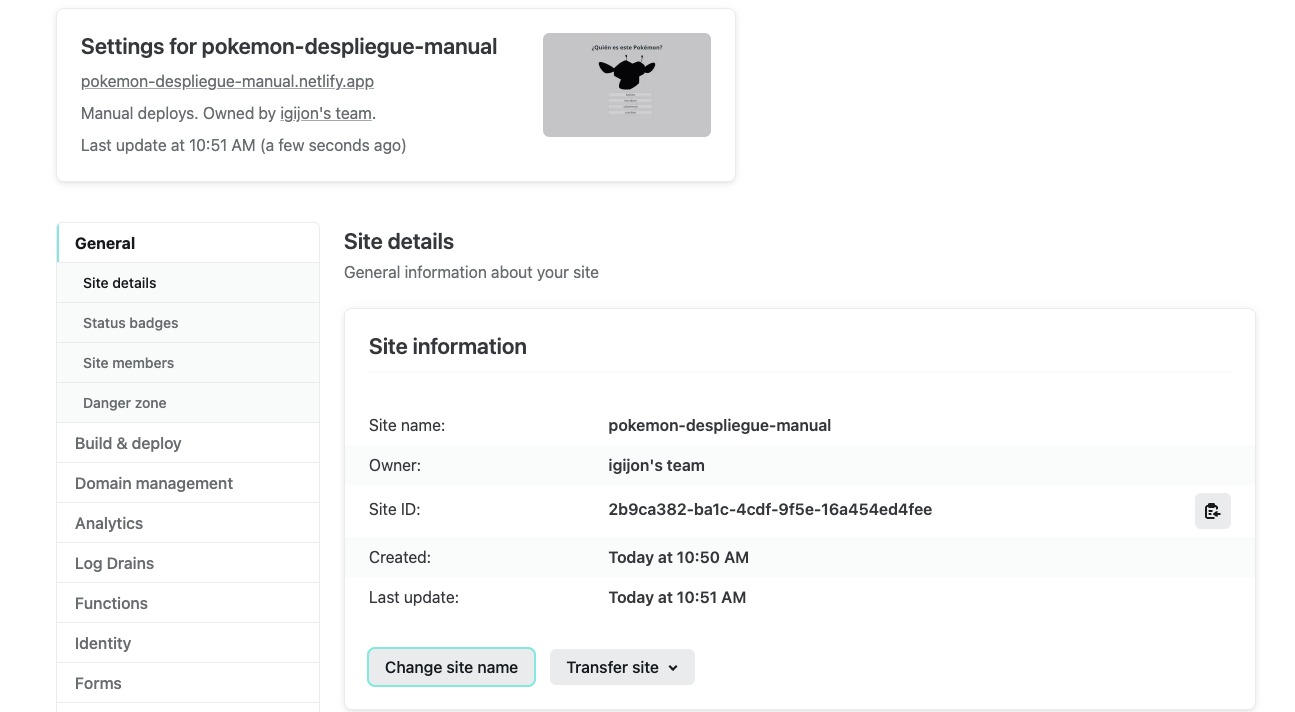 Settings for pokemon-despliegue-manual
pokemon-despliegue-manual.netlify.app
Manual deploys. Owned by igijon's team.
Last update at 10:51 AM (a few seconds ago)
¿Quién es este Pokémon?
General
Site details
Status badges
Site members
Danger zone
Build & deploy
Domain management
Analytics
Log Drains
Functions
Identity
Forms
Site details
General information about your site
Site information
Site name: pokemon-despliegue-manual
Owner: igijon's team
Site ID: 2b9ca382-ba1c-4cdf-9f5e-16a454ed4fee
Created: Today at 10:50 AM
Last update: Today at 10:51 AM
Change site name Transfer site